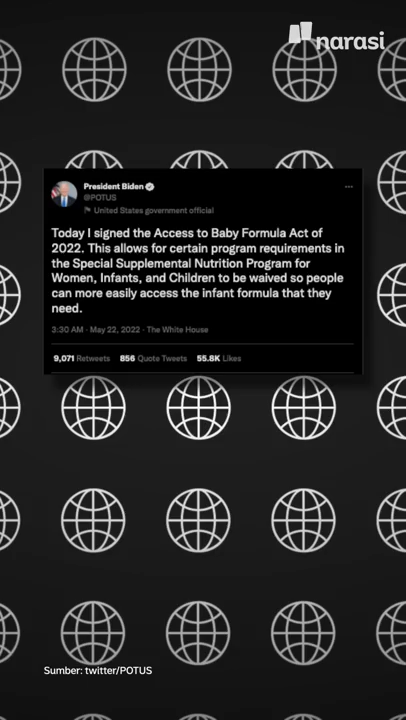 narasi
President Biden
@POTUS
United States government official
Today I signed the Access to Baby Formula Act of
2022. This allows for certain program requirements in
the Special Supplemental Nutrition Program for
Women, Infants, and Children to be waived so people
can more easily access the infant formula that they
need.
3:30 AM · May 22, 2022 · The White House
9,071 Retweets 856 Quote Tweets 55.8K Likes
Sumber: twitter/POTUS